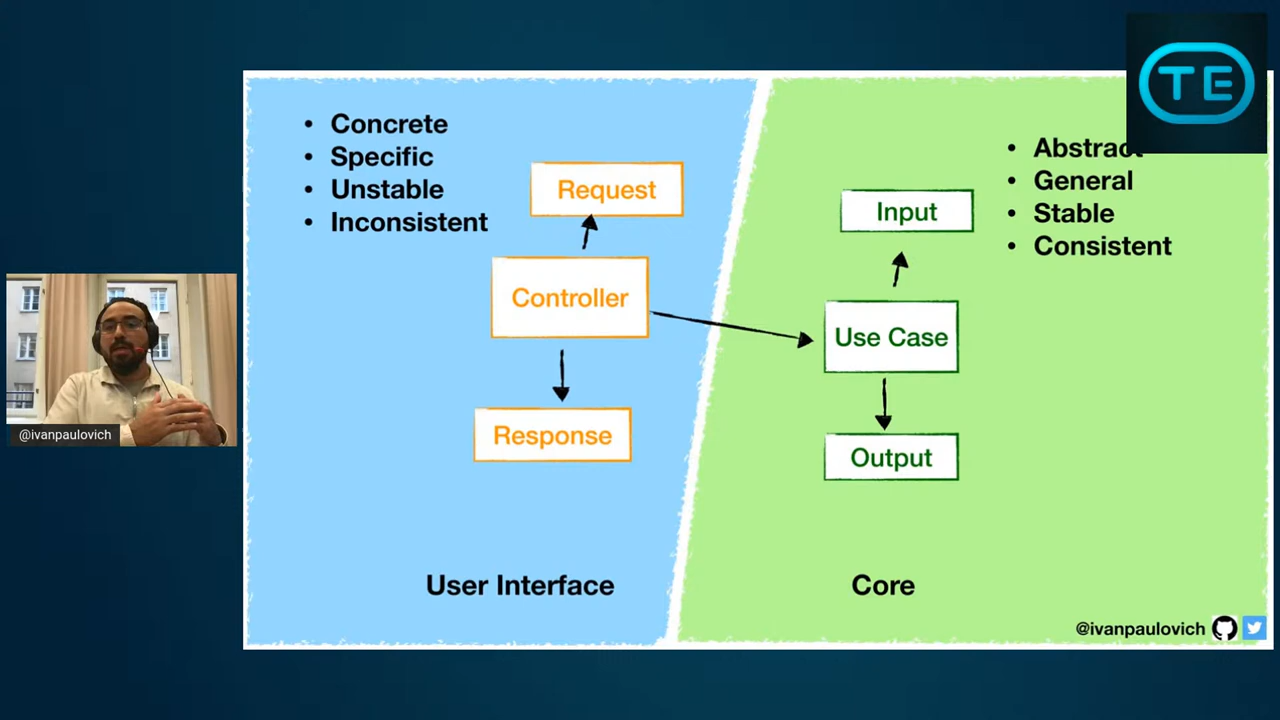 TE
• Concrete
• Specific
• Unstable
• Inconsistent
Request
Controller
Response
User Interface
• Abstract
• General
• Stable
• Consistent
Input
Use Case
Output
Core
@ivanpaulovich
@ivanpaulovich